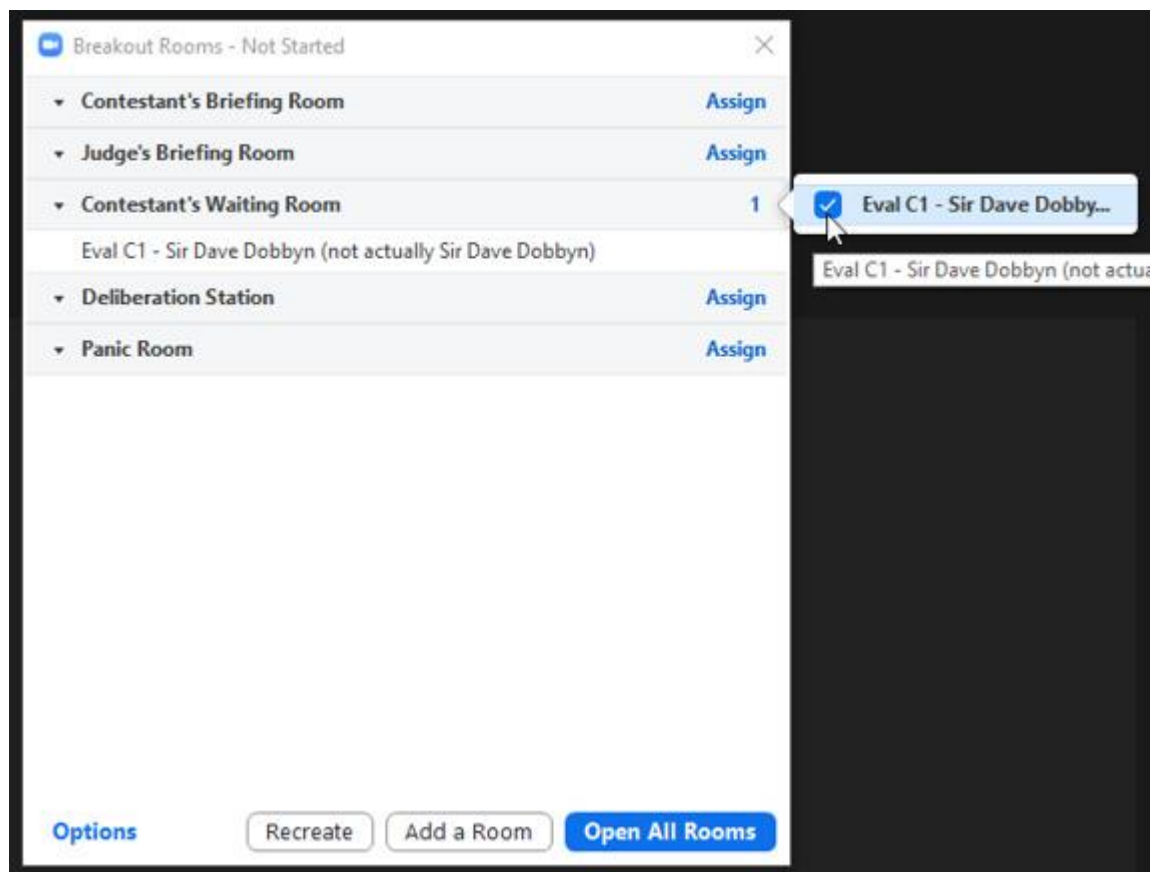 Breakout Rooms - Not Started
Contestant's Briefing Room Assign
Judge's Briefing Room Assign
Contestant's Waiting Room 1
Eval C1 - Sir Dave Dobby...
Eval C1 - Sir Dave Dobbyn (not actually Sir Dave Dobbyn)
Eval C1 - Sir Dave Dobbyn (not actua
Deliberation Station Assign
Panic Room Assign
Options Recreate Add a Room Open All Rooms